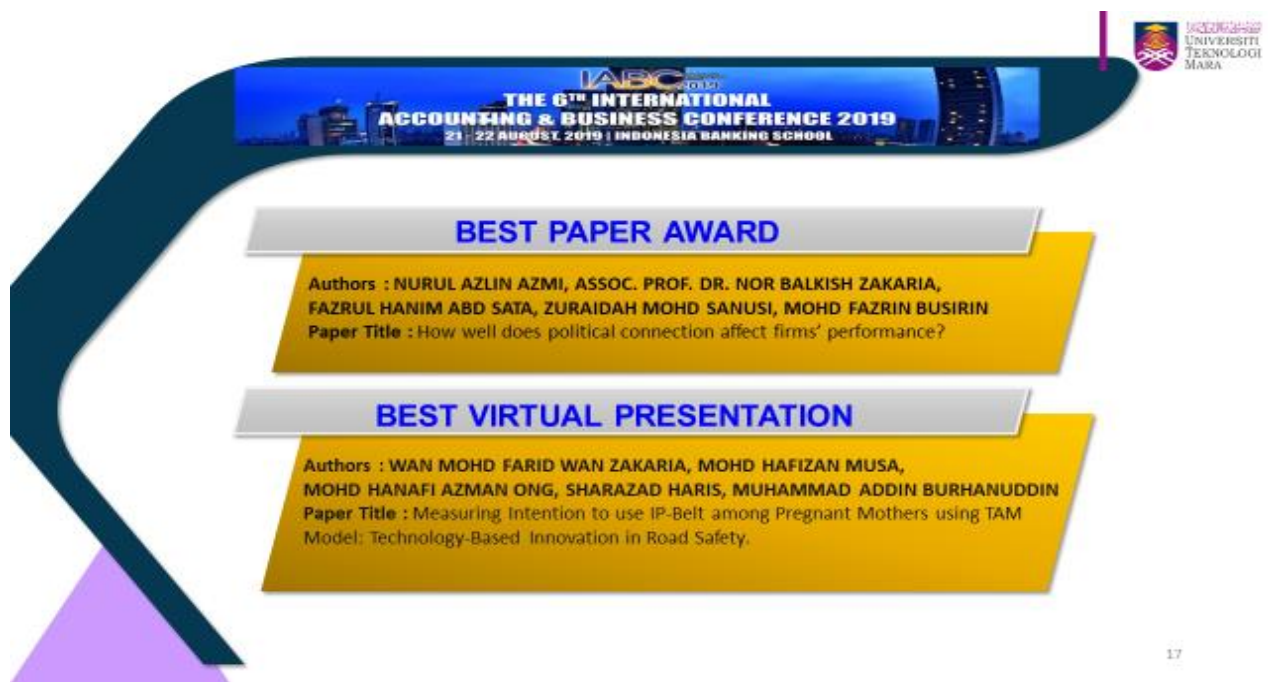 UNIVERSITI
TEKNOLOGI
MARA
IABC
2019
THE 6TH INTERNATIONAL
ACCOUNTING & BUSINESS CONFERENCE 2019
21 - 22 AUGUST, 2019 | INDONESIA BANKING SCHOOL
BEST PAPER AWARD
Authors : NURUL AZLIN AZMI, ASSOC. PROF. DR. NOR BALKISH ZAKARIA,
FAZRUL HANIM ABD SATA, ZURAIDAH MOHD SANUSI, MOHD FAZRIN BUSIRIN
Paper Title : How well does political connection affect firms’ performance?
BEST VIRTUAL PRESENTATION
Authors : WAN MOHD FARID WAN ZAKARIA, MOHD HAFIZAN MUSA,
MOHD HANAFI AZMAN ONG, SHARAZAD HARIS, MUHAMMAD ADDIN BURHANUDDIN
Paper Title : Measuring Intention to use IP-Belt among Pregnant Mothers using TAM
Model: Technology-Based Innovation in Road Safety.
17